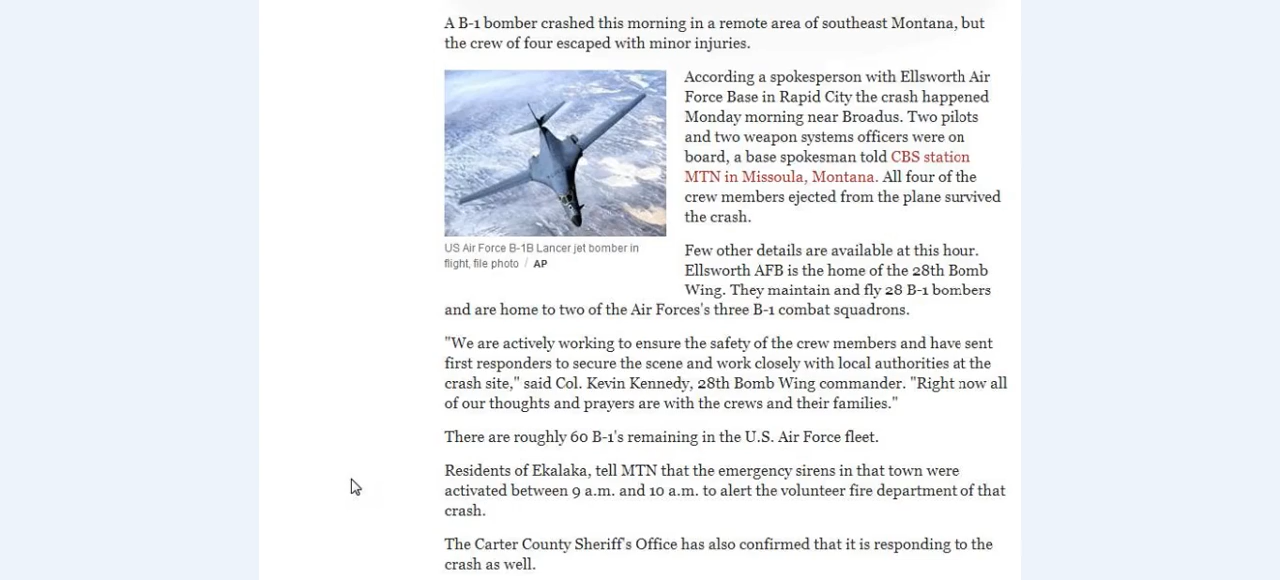 A B-1 bomber crashed this morning in a remote area of southeast Montana, but
the crew of four escaped with minor injuries.
According a spokesperson with Ellsworth Air
Force Base in Rapid City the crash happened
Monday morning near Broadus. Two pilots
and two weapon systems officers were on
board, a base spokesman told CBS station
MTN in Missoula, Montana. All four of the
crew members ejected from the plane survived
the crash.
US Air Force B-1B Lancer jet bomber in
flight, file photo / AP
Few other details are available at this hour.
Ellsworth AFB is the home of the 28th Bomb
Wing. They maintain and fly 28 B-1 bombers
and are home to two of the Air Forces's three B-1 combat squadrons.
"We are actively working to ensure the safety of the crew members and have sent
first responders to secure the scene and work closely with local authorities at the
crash site," said Col. Kevin Kennedy, 28th Bomb Wing commander. "Right now all
of our thoughts and prayers are with the crews and their families."
There are roughly 60 B-1's remaining in the U.S. Air Force fleet.
Residents of Ekalaka, tell MTN that the emergency sirens in that town were
activated between 9 a.m. and 10 a.m. to alert the volunteer fire department of that
crash.
The Carter County Sheriff's Office has also confirmed that it is responding to the
crash as well.